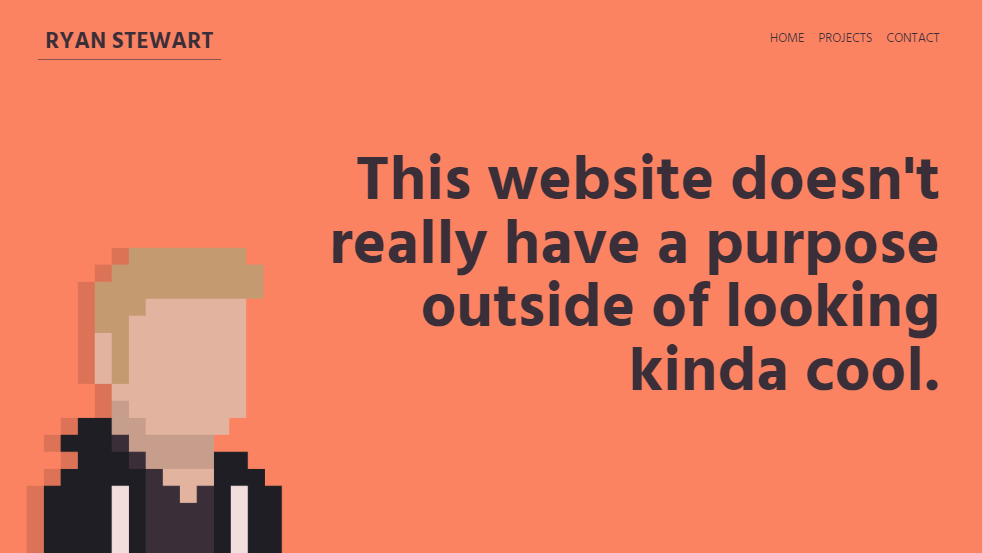 RYAN STEWART
HOME PROJECTS CONTACT
This website doesn't
really have a purpose
outside of looking
kinda cool.